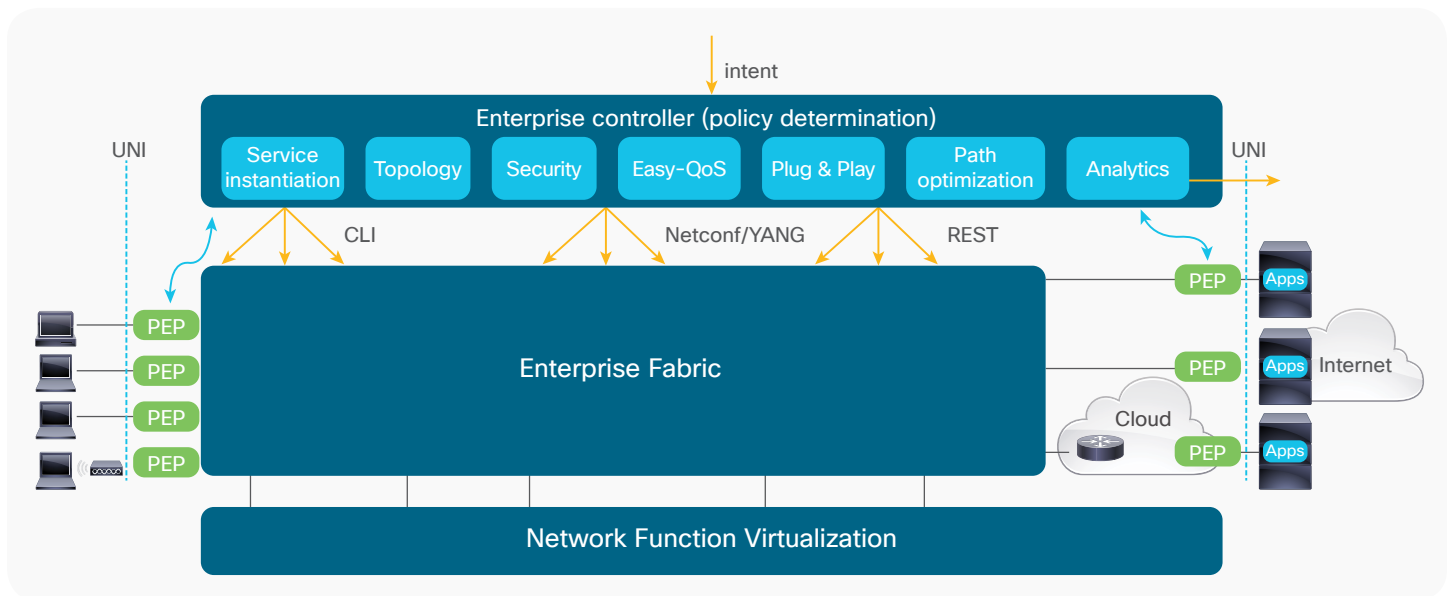 intent
Enterprise controller (policy determination)
UNI
Service
instantiation
Topology
Security
Easy-QoS
Plug & Play
Path
optimization
Analytics
UNI
CLI
Netconf/YANG
REST
PEP
Apps
PEP
Enterprise Fabric
PEP
Apps
Internet
PEP
PEP
Cloud
PEP
PEP
Apps
Network Function Virtualization